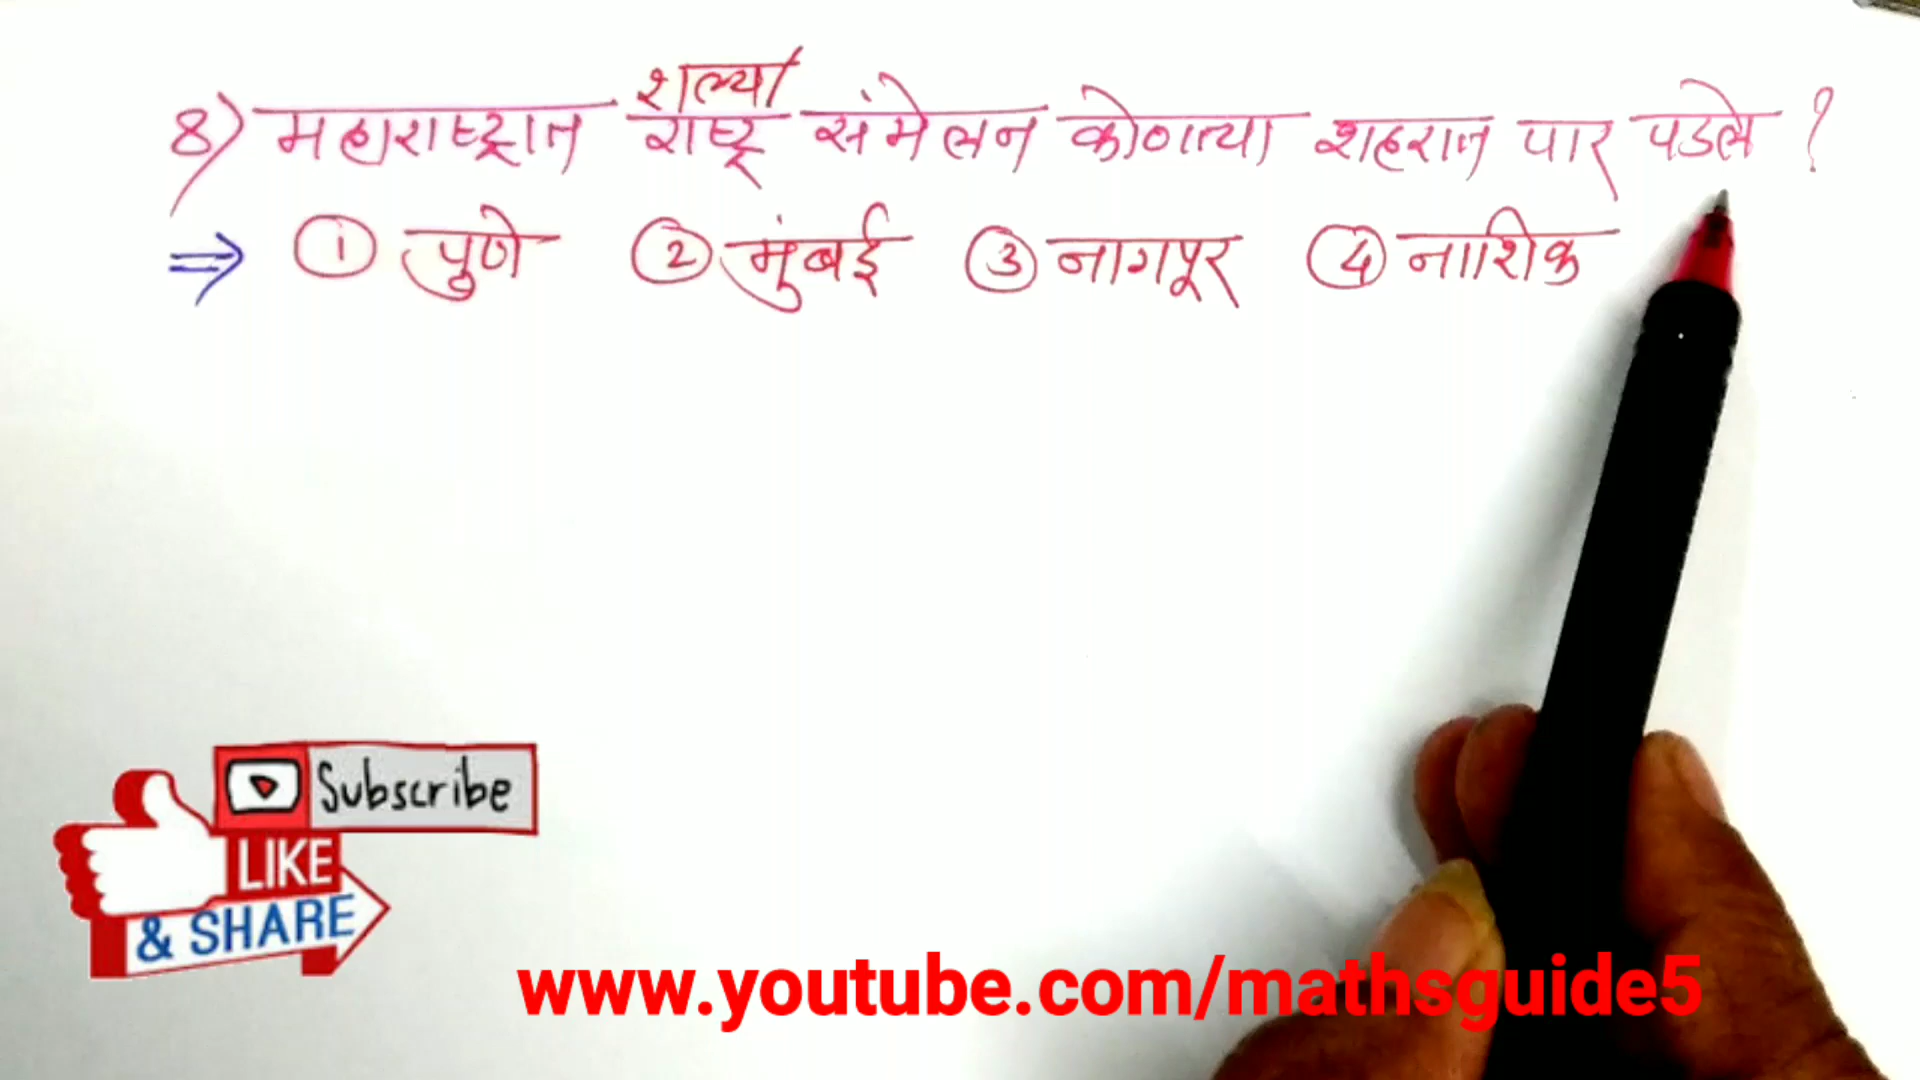 शल्या
8) महाराष्ट्रात राष्ट्र संमेलन कोणत्या शहरात पार पडले ?
⇒ ① पुणे ② मुंबई ③ नागपूर ④ नाशिक
Subscribe
LIKE
& SHARE
www.youtube.com/mathsguide5